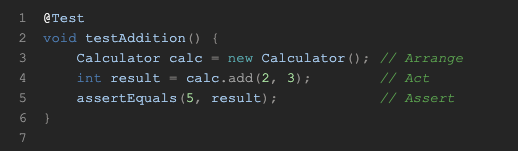 1 @Test
2 void testAddition() {
3     Calculator calc = new Calculator(); // Arrange
4     int result = calc.add(2, 3);        // Act
5     assertEquals(5, result);            // Assert
6 }
7